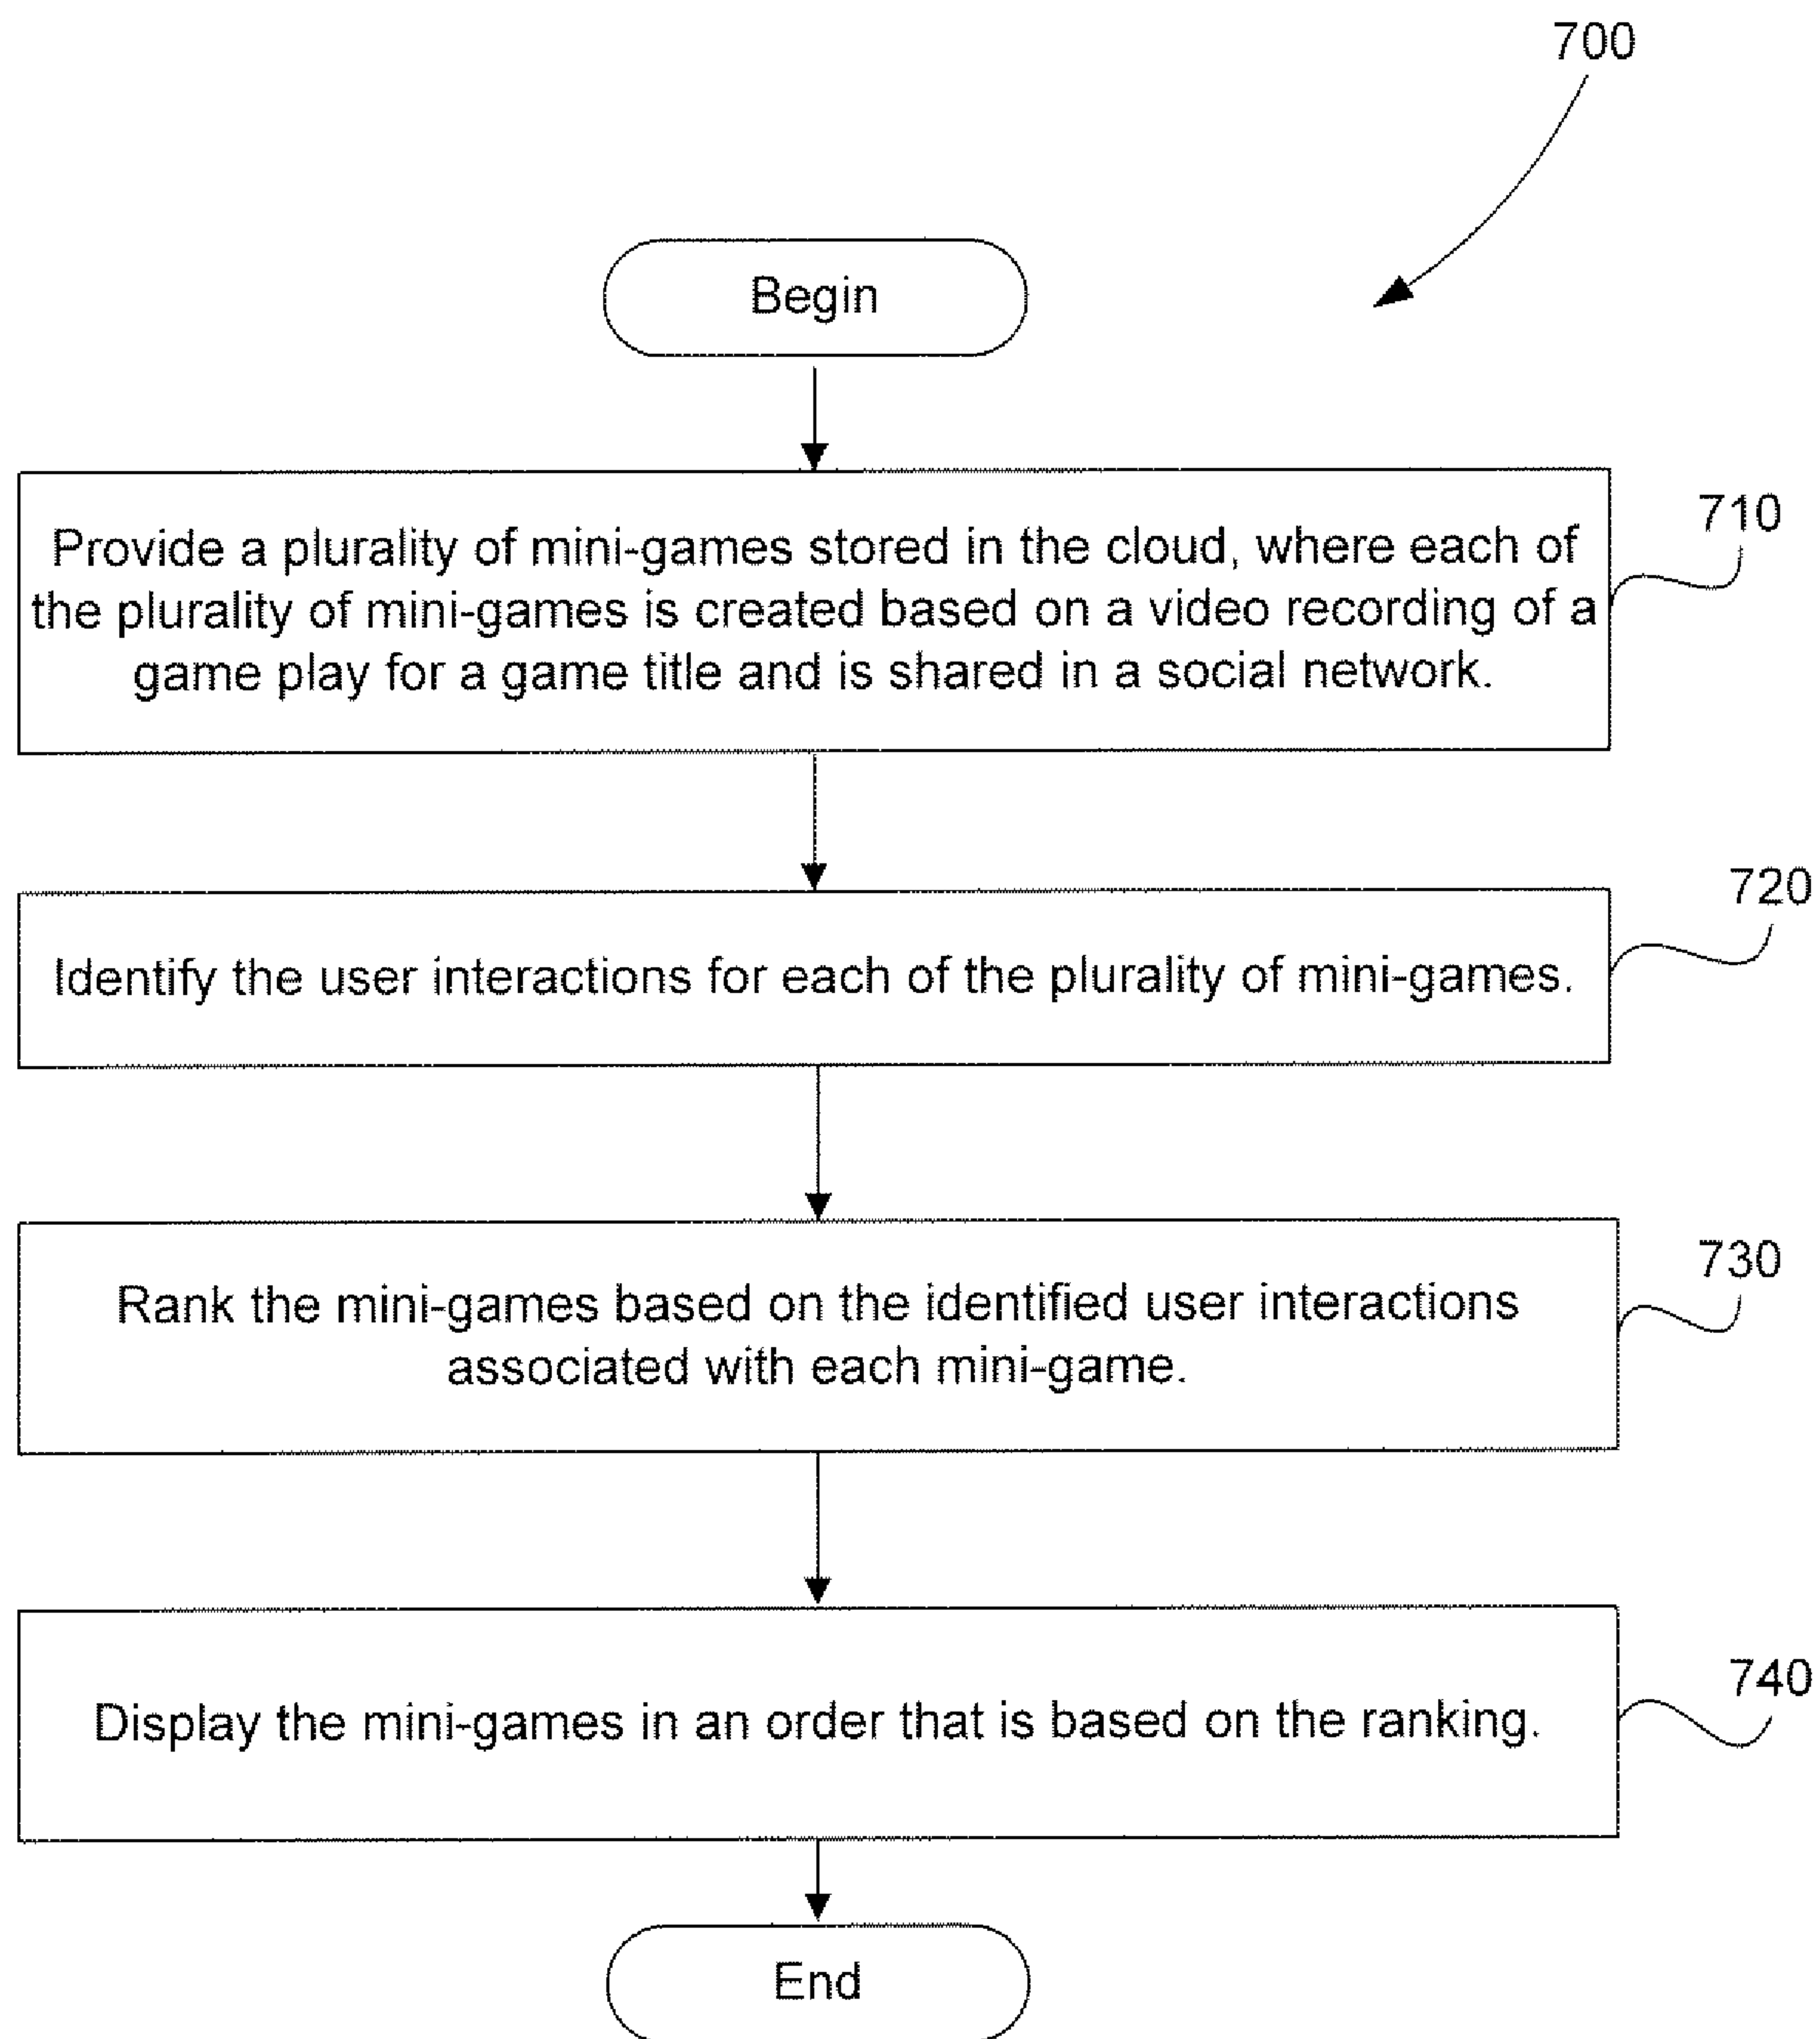 700
Begin
Provide a plurality of mini-games stored in the cloud, where each of
the plurality of mini-games is created based on a video recording of a
game play for a game title and is shared in a social network.
710
Identify the user interactions for each of the plurality of mini-games.
720
Rank the mini-games based on the identified user interactions
associated with each mini-game.
730
Display the mini-games in an order that is based on the ranking.
740
End